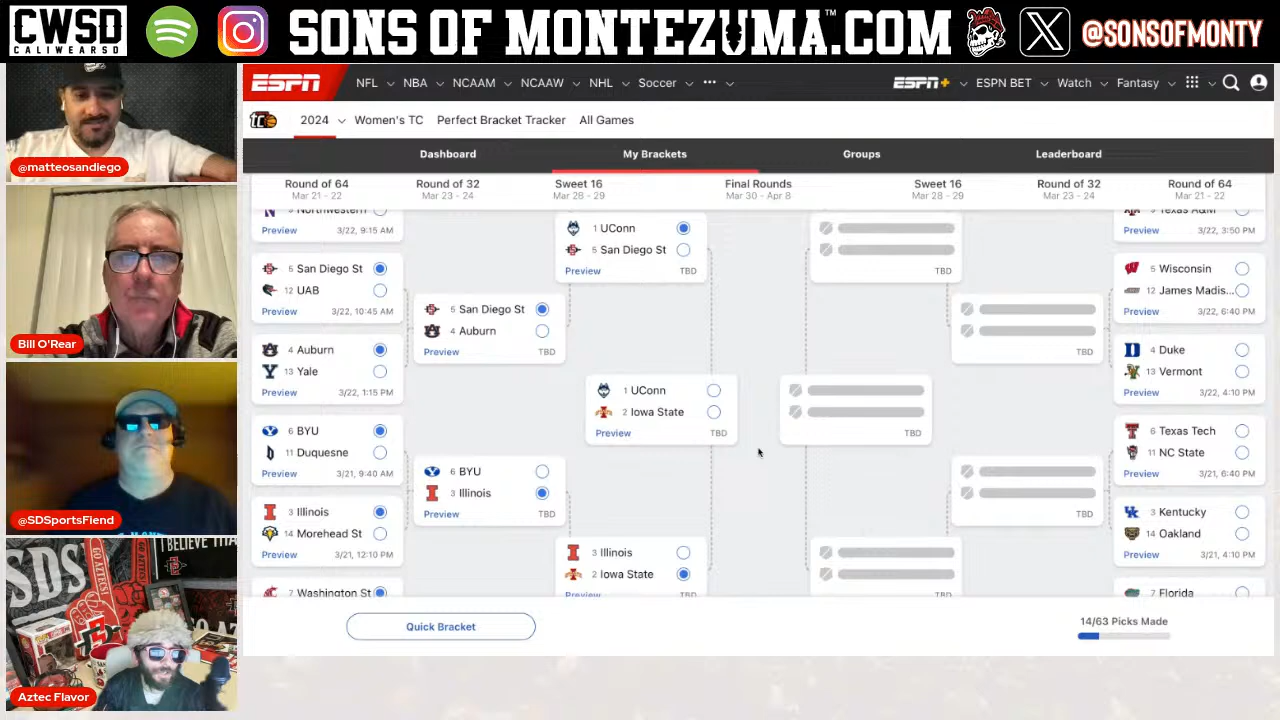 CWSD
CALIWEARSD
SONS OF MONTEZUMA.COM™
@SONSOFMONTY
@matteosandiego
Bill O'Rear
@SDSportsFiend
SDS
GO AZTECS!
I BELIEVE THA
Aztec Flavor
ESPN
NFL
NBA
NCAAM
NCAAW
NHL
Soccer
•••
ESPN+
BET
Watch
Fantasy
TC
2024
Women's TC
Perfect Bracket Tracker
All Games
Dashboard
My Brackets
Groups
Leaderboard
Round of 64
Mar 21 - 22
Round of 32
Mar 23 - 24
Sweet 16
Mar 28 - 29
Final Rounds
Mar 30 - Apr 8
Sweet 16
Mar 28 - 29
Round of 32
Mar 23 - 24
Round of 64
Mar 21 - 22
Northwestern
Preview 3/22, 9:15 AM
5 San Diego St
12 UAB
Preview 3/22, 10:45 AM
4 Auburn
13 Yale
Preview 3/22, 1:15 PM
6 BYU
11 Duquesne
Preview 3/21, 9:40 AM
3 Illinois
14 Morehead St
Preview 3/21, 12:10 PM
7 Washington St
5 San Diego St
4 Auburn
Preview TBD
6 BYU
3 Illinois
Preview TBD
1 UConn
5 San Diego St
Preview TBD
1 UConn
2 Iowa State
Preview TBD
3 Illinois
2 Iowa State
Preview TBD
TBD
TBD
TBD
TBD
TBD
Texas A&M
Preview 3/22, 3:50 PM
5 Wisconsin
12 James Madis...
Preview 3/22, 6:40 PM
4 Duke
13 Vermont
Preview 3/22, 4:10 PM
6 Texas Tech
11 NC State
Preview 3/21, 6:40 PM
3 Kentucky
14 Oakland
Preview 3/21, 4:10 PM
7 Florida
Quick Bracket
14/63 Picks Made